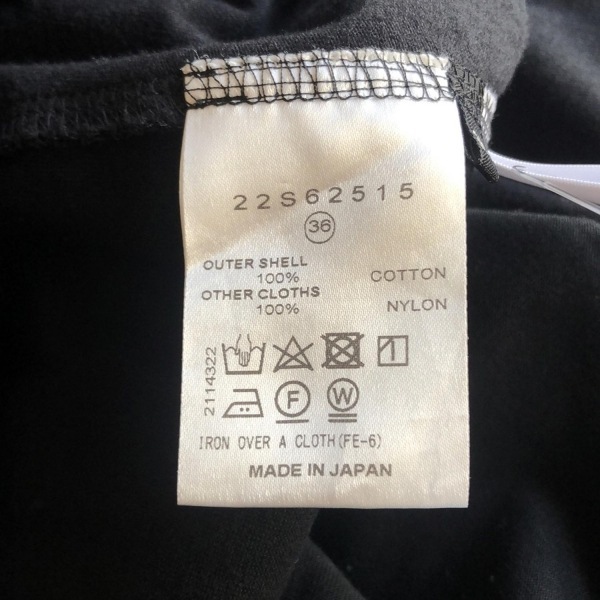 22S62515
36
OUTER SHELL
100% COTTON
OTHER CLOTHS
100% NYLON
2114322
F
W
IRON OVER A CLOTH(FE-6)
MADE IN JAPAN